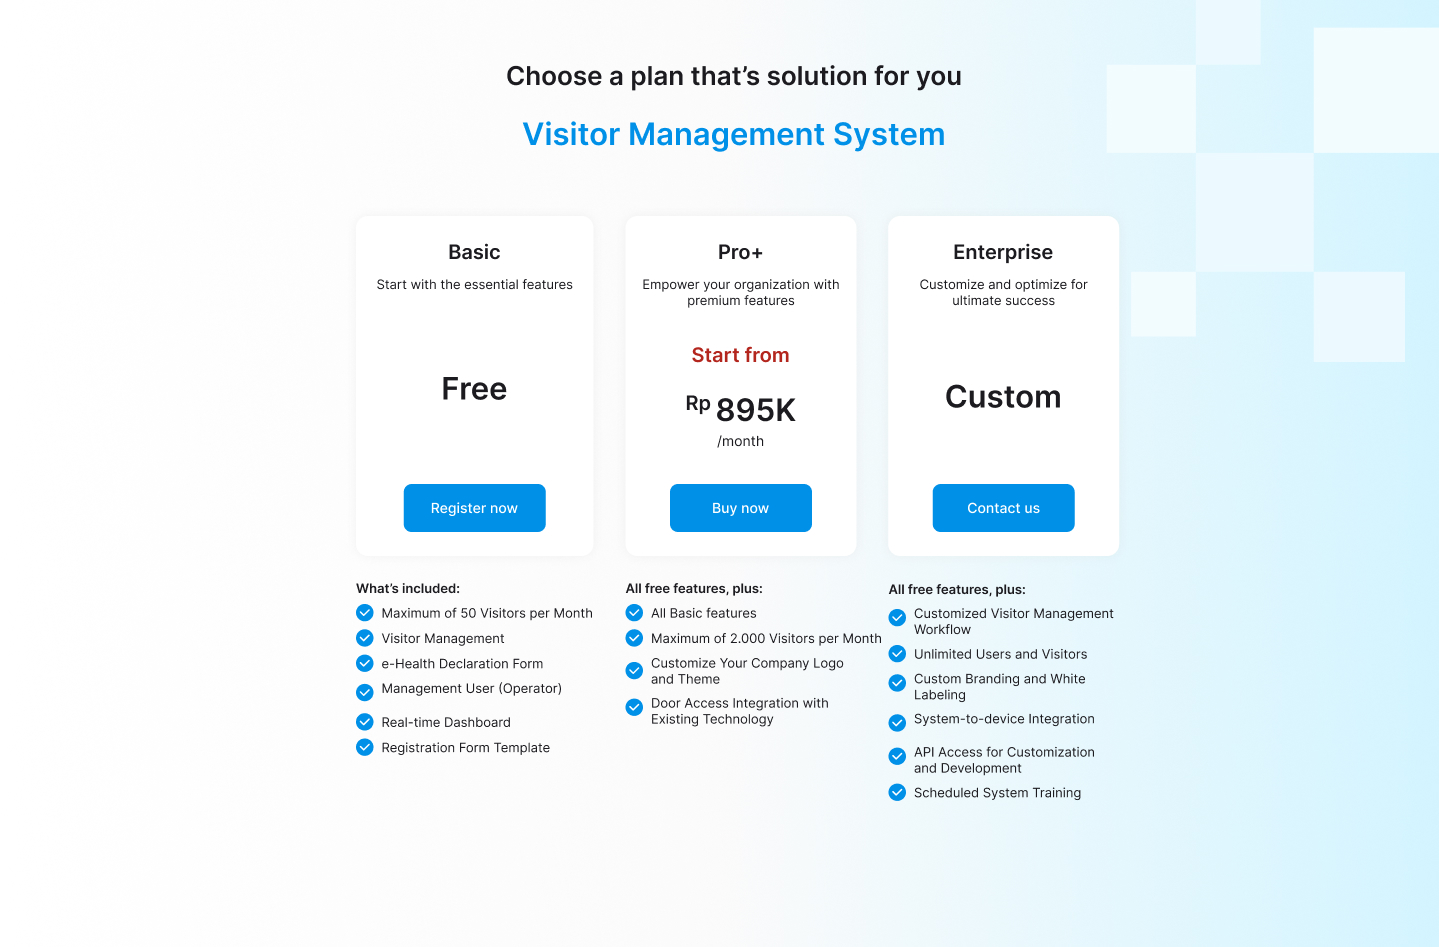 Choose a plan that’s solution for you
Visitor Management System
Basic
Start with the essential features
Free
Register now
What’s included:
Maximum of 50 Visitors per Month
Visitor Management
e-Health Declaration Form
Management User (Operator)
Real-time Dashboard
Registration Form Template
Pro+
Empower your organization with
premium features
Start from
Rp 895K
/month
Buy now
All free features, plus:
All Basic features
Maximum of 2.000 Visitors per Month
Customize Your Company Logo
and Theme
Door Access Integration with
Existing Technology
Enterprise
Customize and optimize for
ultimate success
Custom
Contact us
All free features, plus:
Customized Visitor Management
Workflow
Unlimited Users and Visitors
Custom Branding and White
Labeling
System-to-device Integration
API Access for Customization
and Development
Scheduled System Training